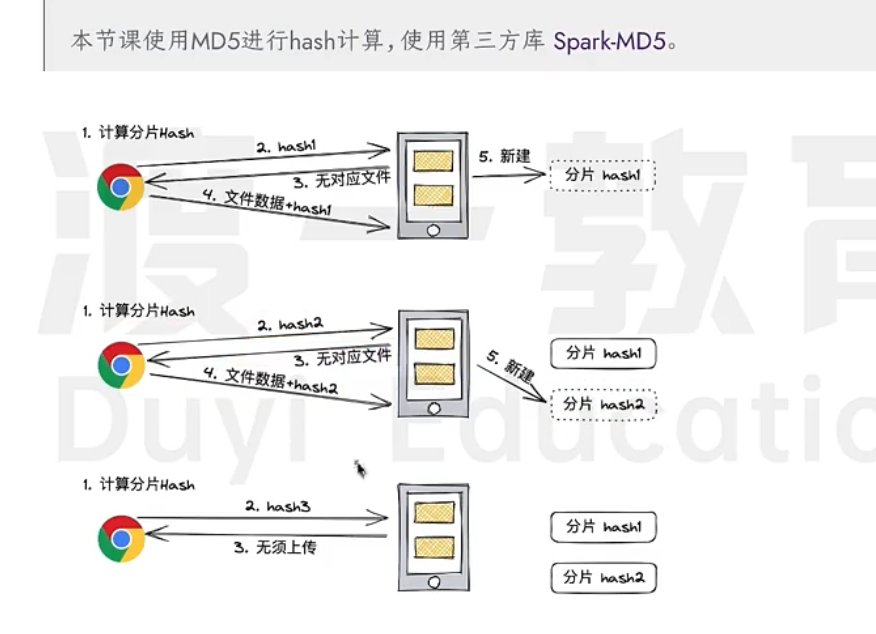 本节课使用MD5进行hash计算,使用第三方库 Spark-MD5。
1. 计算分片Hash
2. hash1
3. 无对应文件
4. 文件数据+hash1
5. 新建
分片 hash1
1. 计算分片Hash
2. hash2
3. 无对应文件
4. 文件数据+hash2
5. 新建
分片 hash1
分片 hash2
1. 计算分片Hash
2. hash3
3. 无须上传
分片 hash1
分片 hash2
渡一教育
Duyi Educatio